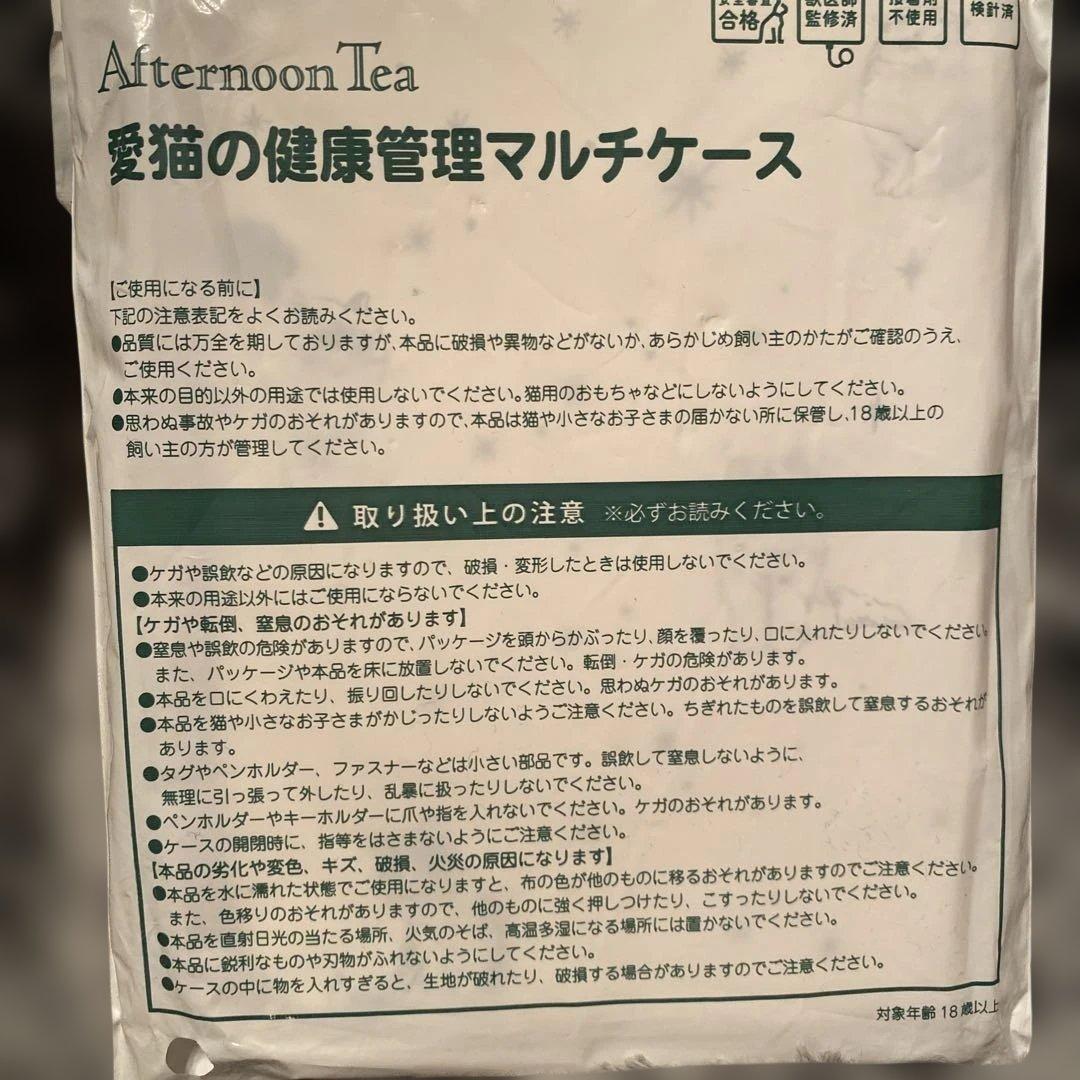 合格
監修済
不使用
検針済
Afternoon Tea
愛猫の健康管理マルチケース
【ご使用になる前に】
下記の注意表記をよくお読みください。
●品質には万全を期しておりますが、本品に破損や異物などがないか、あらかじめ飼い主のかたがご確認のうえ、
ご使用ください。
●本来の目的以外の用途では使用しないでください。猫用のおもちゃなどにしないようにしてください。
●思わぬ事故やケガのおそれがありますので、本品は猫や小さなお子さまの届かない所に保管し、18歳以上の
飼い主の方が管理してください。
取り扱い上の注意 ※必ずお読みください。
●ケガや誤飲などの原因になりますので、破損・変形したときは使用しないでください。
●本来の用途以外にはご使用にならないでください。
【ケガや転倒、窒息のおそれがあります】
●窒息や誤飲の危険がありますので、パッケージを頭からかぶったり、顔を覆ったり、口に入れたりしないでください。
また、パッケージや本品を床に放置しないでください。転倒・ケガの危険があります。
●本品を口にくわえたり、振り回したりしないでください。思わぬケガのおそれがあります。
●本品を猫や小さなお子さまがかじったりしないようご注意ください。ちぎれたものを誤飲して窒息するおそれが
あります。
●タグやペンホルダー、ファスナーなどは小さい部品です。誤飲して窒息しないように、
無理に引っ張って外したり、乱暴に扱ったりしないでください。
●ペンホルダーやキーホルダーに爪や指を入れないでください。ケガのおそれがあります。
●ケースの開閉時に、指等をはさまないようにご注意ください。
【本品の劣化や変色、キズ、破損、火災の原因になります】
●本品を水に濡れた状態でご使用になりますと、布の色が他のものに移るおそれがありますのでご注意ください。
また、色移りのおそれがありますので、他のものに強く押しつけたり、こすったりしないでください。
●本品を直射日光の当たる場所、火気のそば、高温多湿になる場所には置かないでください。
●本品に鋭利なものや刃物がふれないようにしてください。
●ケースの中に物を入れすぎると、生地が破れたり、破損する場合がありますのでご注意ください。
対象年齢 18歳以上